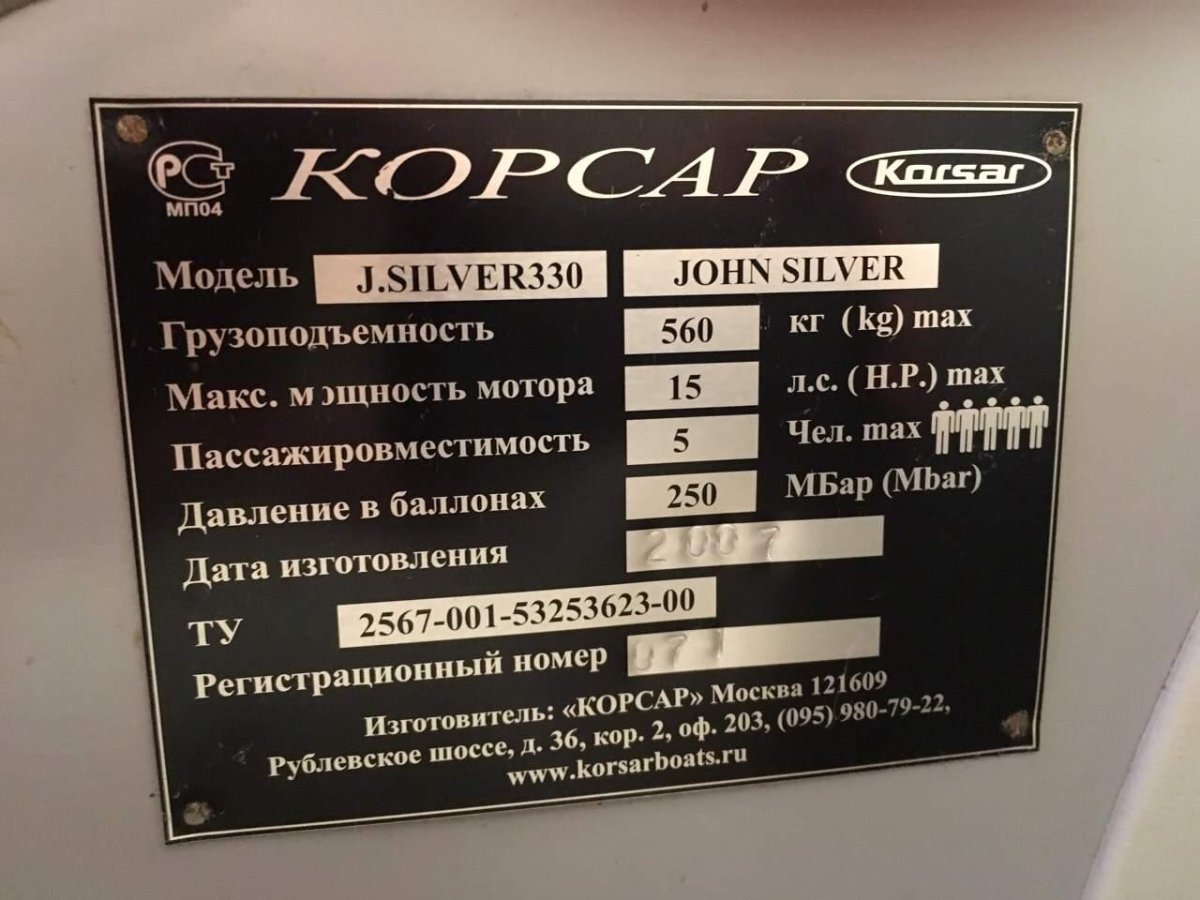 РСТ КОРСАР Korsar
МП04
Модель J.SILVER330 JOHN SILVER
Грузоподъемность 560 кг (kg) max
Макс. мощность мотора 15 л.с. (H.P.) max
Пассажировместимость 5 Чел. max
Давление в баллонах 250 МБар (Mbar)
Дата изготовления 2007
ТУ 2567-001-53253623-00
Регистрационный номер 071
Изготовитель: «КОРСАР» Москва 121609
Рублевское шоссе, д. 36, кор. 2, оф. 203, (095) 980-79-22,
www.korsarboats.ru